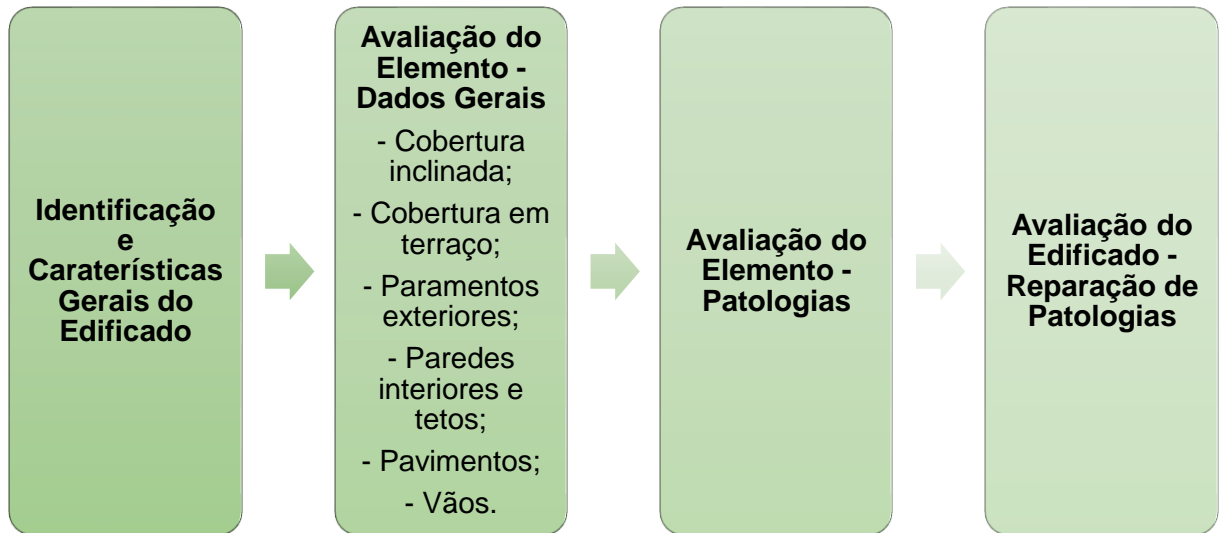 Identificação
e
Caraterísticas
Gerais do
Edificado
Avaliação do
Elemento -
Dados Gerais
- Cobertura
inclinada;
- Cobertura em
terraço;
- Paramentos
exteriores;
- Paredes
interiores e
tetos;
- Pavimentos;
- Vãos.
Avaliação do
Elemento -
Patologias
Avaliação do
Edificado -
Reparação de
Patologias